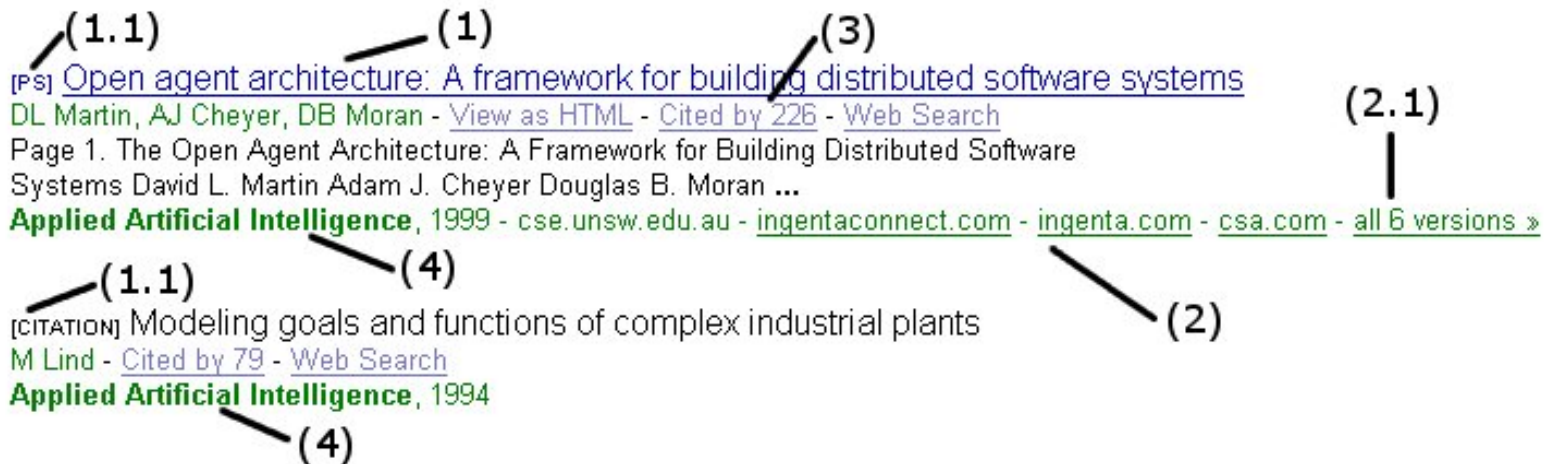 (1.1) (1) (3)
[PS] Open agent architecture: A framework for building distributed software systems
DL Martin, AJ Cheyer, DB Moran - View as HTML - Cited by 226 - Web Search
(2.1)
Page 1. The Open Agent Architecture: A Framework for Building Distributed Software
Systems David L. Martin Adam J. Cheyer Douglas B. Moran ...
Applied Artificial Intelligence, 1999 - cse.unsw.edu.au - ingentaconnect.com - ingenta.com - csa.com - all 6 versions »
(1.1) (4) (2)
[CITATION] Modeling goals and functions of complex industrial plants
M Lind - Cited by 79 - Web Search
Applied Artificial Intelligence, 1994
(4)